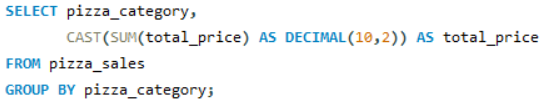 SELECT pizza_category,
CAST(SUM(total_price) AS DECIMAL(10,2)) AS total_price
FROM pizza_sales
GROUP BY pizza_category;